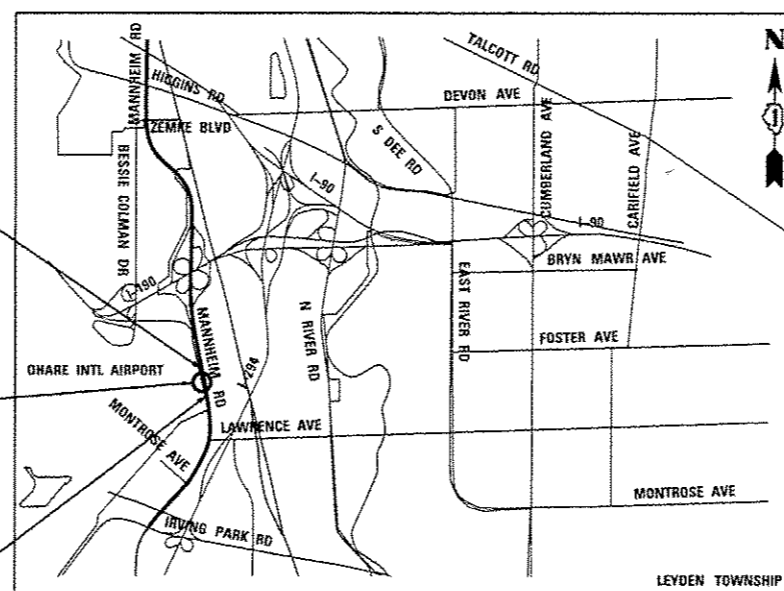 N
MANNHEIM RD
HIGGINS RD
TALCOTT RD
DEVON AVE
ZEMKE BLVD
S DEE RD
CUMBERLAND AVE
CARIFIELD AVE
BESSIE COLMAN DR
I-90
I-90
BRYN MAWR AVE
I-190
EAST RIVER RD
MANNHEIM RD
N RIVER RD
FOSTER AVE
OHARE INTL AIRPORT
I-294
MONTROSE AVE
LAWRENCE AVE
MONTROSE AVE
IRVING PARK RD
LEYDEN TOWNSHIP